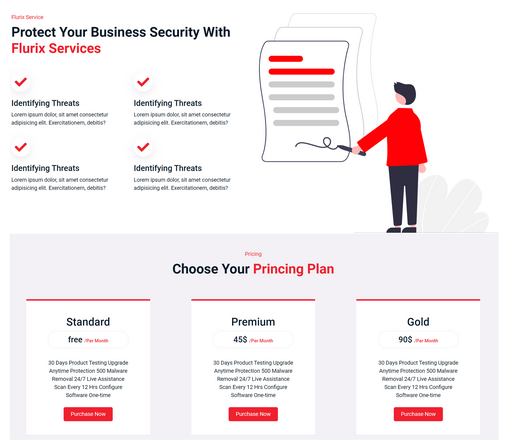 Flurix Service
Protect Your Business Security With
Flurix Services
Identifying Threats
Lorem ipsum dolor, sit amet consectetur
adipisicing elit. Exercitationem, debitis?
Identifying Threats
Lorem ipsum dolor, sit amet consectetur
adipisicing elit. Exercitationem, debitis?
Identifying Threats
Lorem ipsum dolor, sit amet consectetur
adipisicing elit. Exercitationem, debitis?
Identifying Threats
Lorem ipsum dolor, sit amet consectetur
adipisicing elit. Exercitationem, debitis?
Pricing
Choose Your Princing Plan
Standard
free /Per Month
30 Days Product Testing Upgrade
Anytime Protection 500 Malware
Removal 24/7 Live Assistance
Scan Every 12 Hrs Configure
Software One-time
Purchase Now
Premium
45$ /Per Month
30 Days Product Testing Upgrade
Anytime Protection 500 Malware
Removal 24/7 Live Assistance
Scan Every 12 Hrs Configure
Software One-time
Purchase Now
Gold
90$ /Per Month
30 Days Product Testing Upgrade
Anytime Protection 500 Malware
Removal 24/7 Live Assistance
Scan Every 12 Hrs Configure
Software One-time
Purchase Now